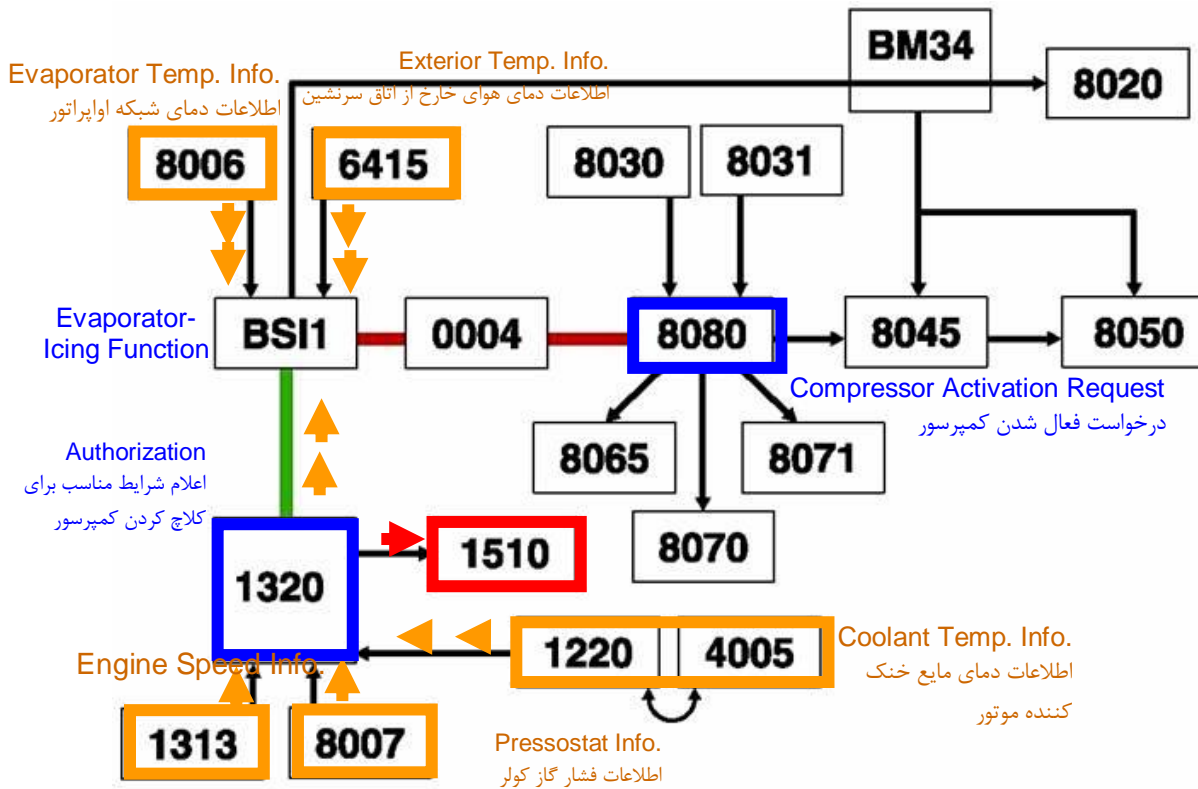 BM34
Evaporator Temp. Info.
اطلاعات دمای شبکه اواپراتور
Exterior Temp. Info.
اطلاعات دمای هوای خارخ از اتاق سرنشین
8020
8006
6415
8030
8031
Evaporator-
Icing Function
BSI1
0004
8080
8045
8050
Compressor Activation Request
درخواست فعال شدن کمپرسور
Authorization
اعلام شرایط مناسب برای
کلاچ کردن کمپرسور
8065
8071
8070
1510
1320
1220
4005
Coolant Temp. Info.
اطلاعات دمای مایع خنک
کننده موتور
Engine Speed Info.
1313
8007
Pressostat Info.
اطلاعات فشار گاز کولر